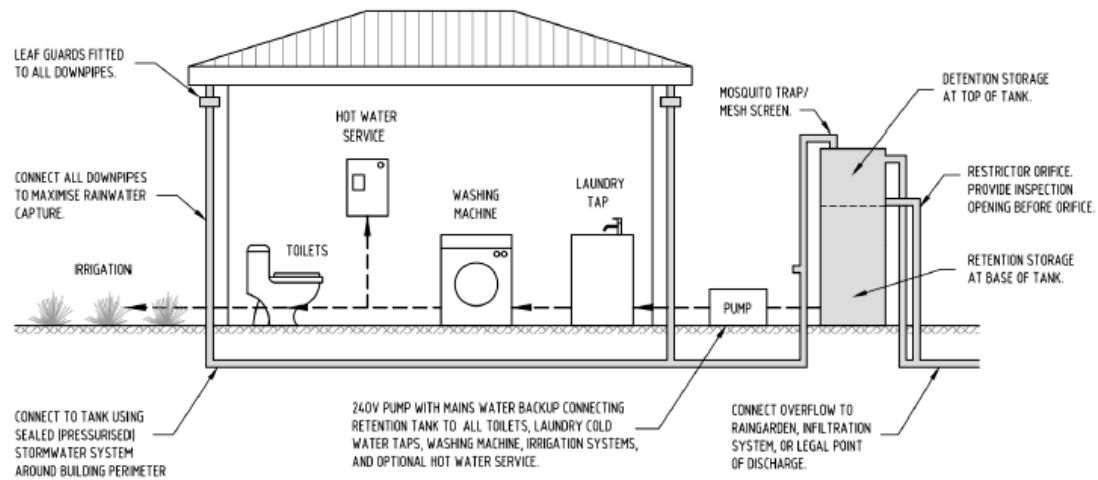 LEAF GUARDS FITTED
TO ALL DOWNPIPES.
HOT WATER
SERVICE
MOSQUITO TRAP/
MESH SCREEN.
DETENTION STORAGE
AT TOP OF TANK.
CONNECT ALL DOWNPIPES
TO MAXIMISE RAINWATER
CAPTURE.
WASHING
MACHINE
LAUNDRY
TAP
RESTRICTOR ORIFICE.
PROVIDE INSPECTION
OPENING BEFORE ORIFICE.
IRRIGATION
TOILETS
RETENTION STORAGE
AT BASE OF TANK.
PUMP
CONNECT TO TANK USING
SEALED (PRESSURISED)
STORMWATER SYSTEM
AROUND BUILDING PERIMETER
240V PUMP WITH MAINS WATER BACKUP CONNECTING
RETENTION TANK TO ALL TOILETS, LAUNDRY COLD
WATER TAPS, WASHING MACHINE, IRRIGATION SYSTEMS,
AND OPTIONAL HOT WATER SERVICE.
CONNECT OVERFLOW TO
RAINGARDEN, INFILTRATION
SYSTEM, OR LEGAL POINT
OF DISCHARGE.